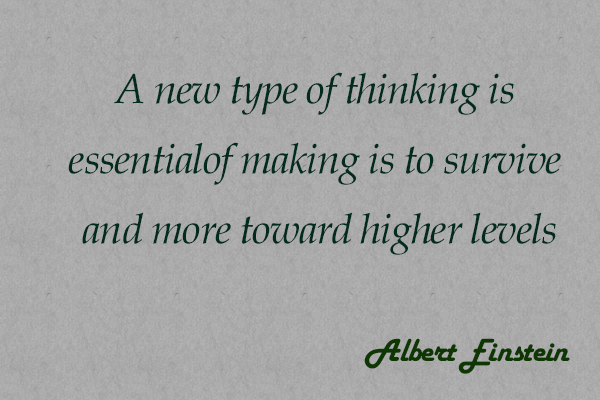 A new type of thinking is
essentialof making is to survive
and more toward higher levels
Albert Einstein